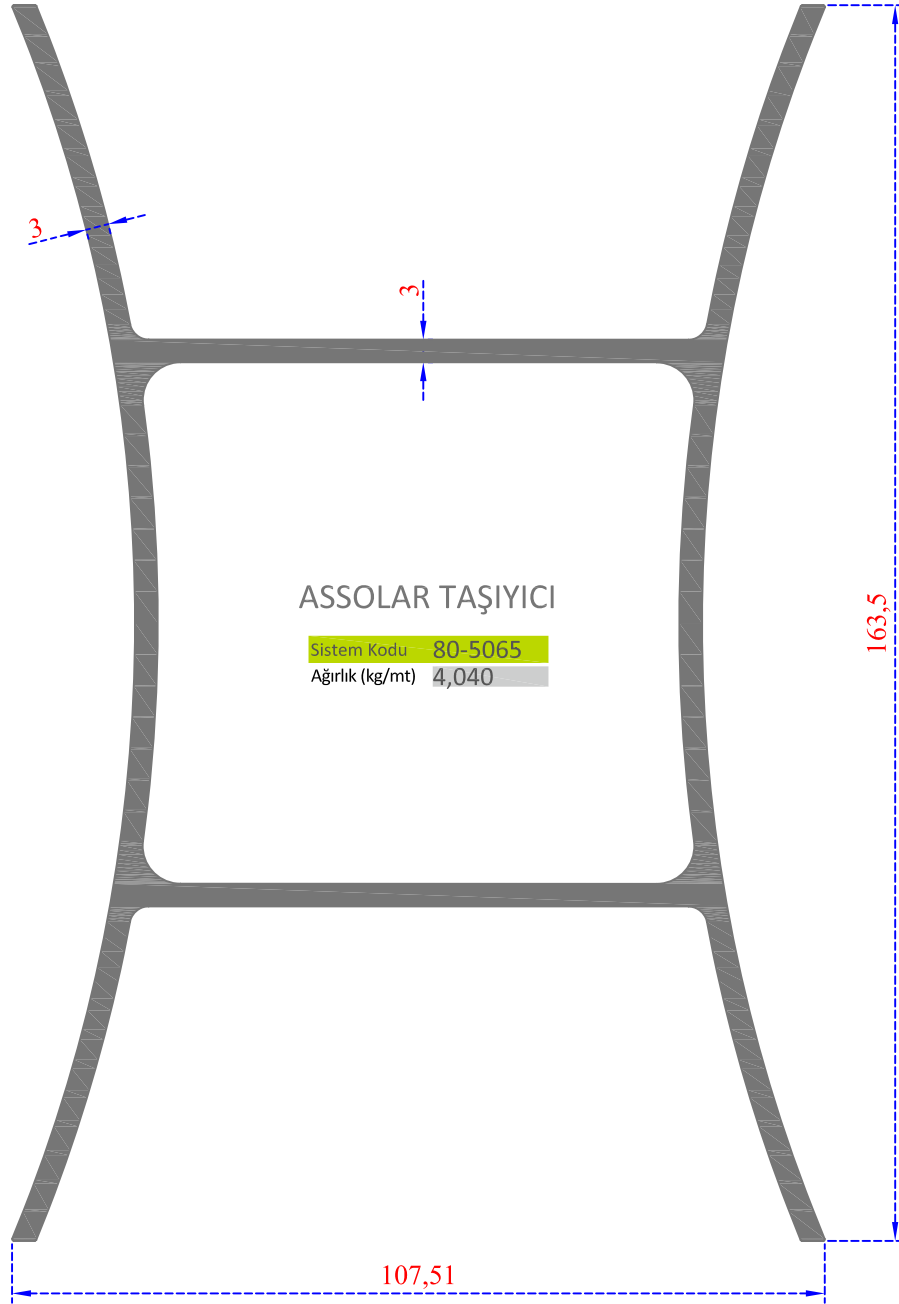 3
3
ASSOLAR TAŞIYICI
Sistem Kodu 80-5065
Ağırlık (kg/mt) 4,040
163,5
107,51